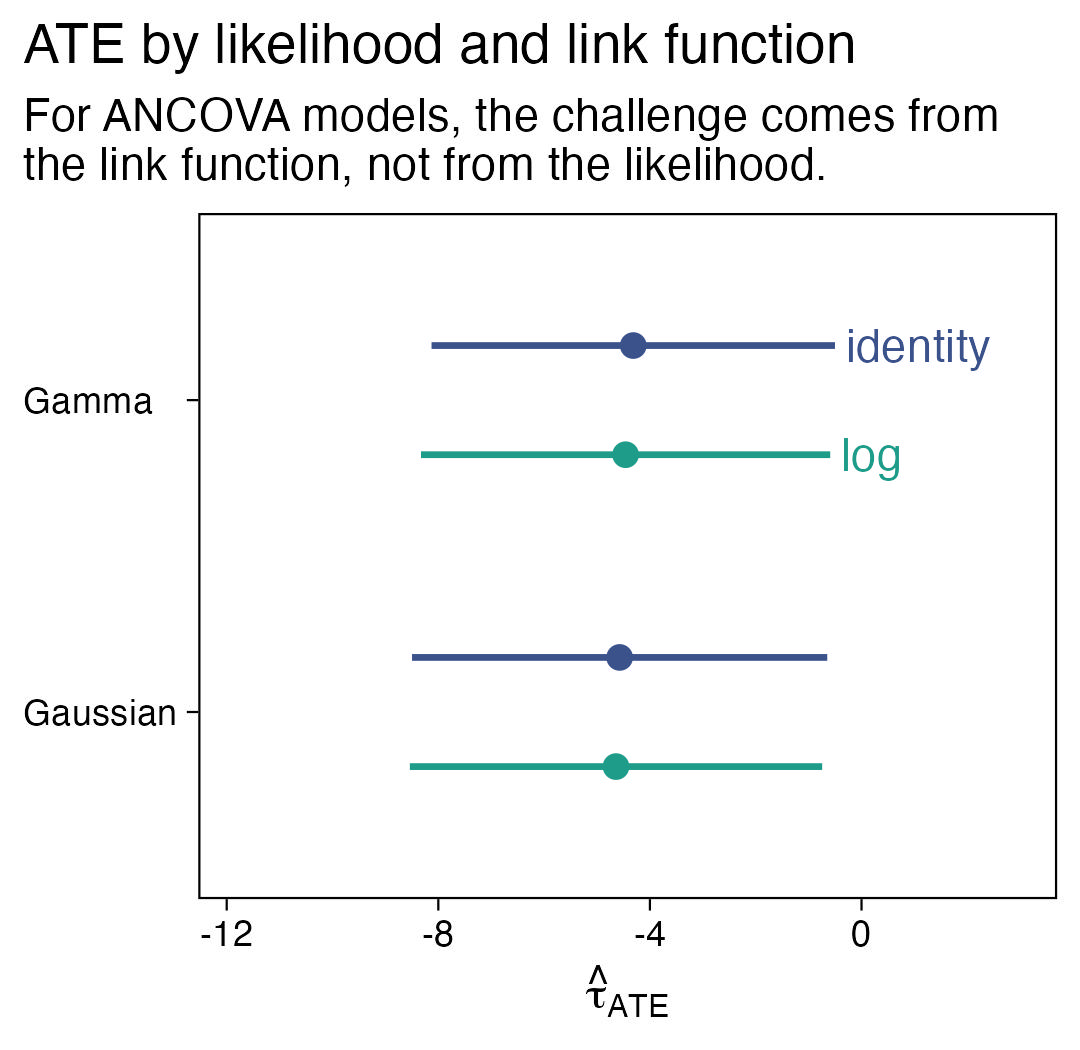 ATE by likelihood and link function
For ANCOVA models, the challenge comes from
the link function, not from the likelihood.
identity
Gamma
log
Gaussian
-12 -8 -4 0
τ̂ATE